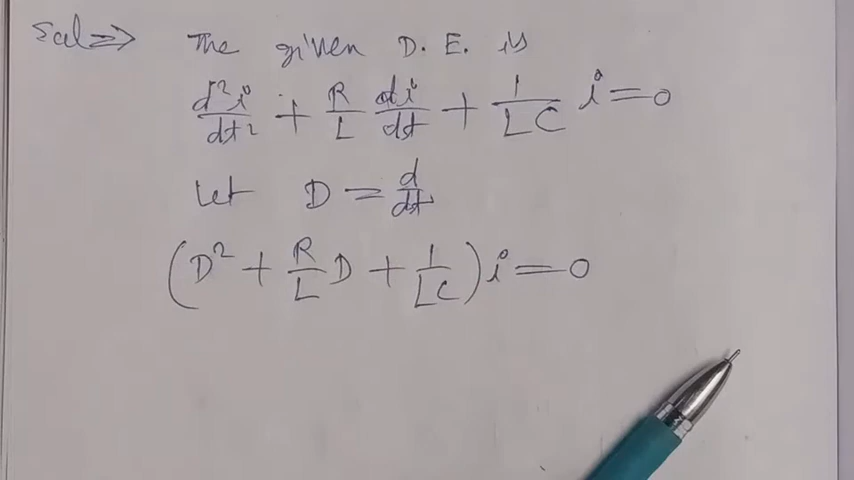 Sol ⇒ The given D. E. is
d²i/dt² + R/L di/dt + 1/LC i = 0
Let D = d/dt
(D² + R/L D + 1/LC) i = 0